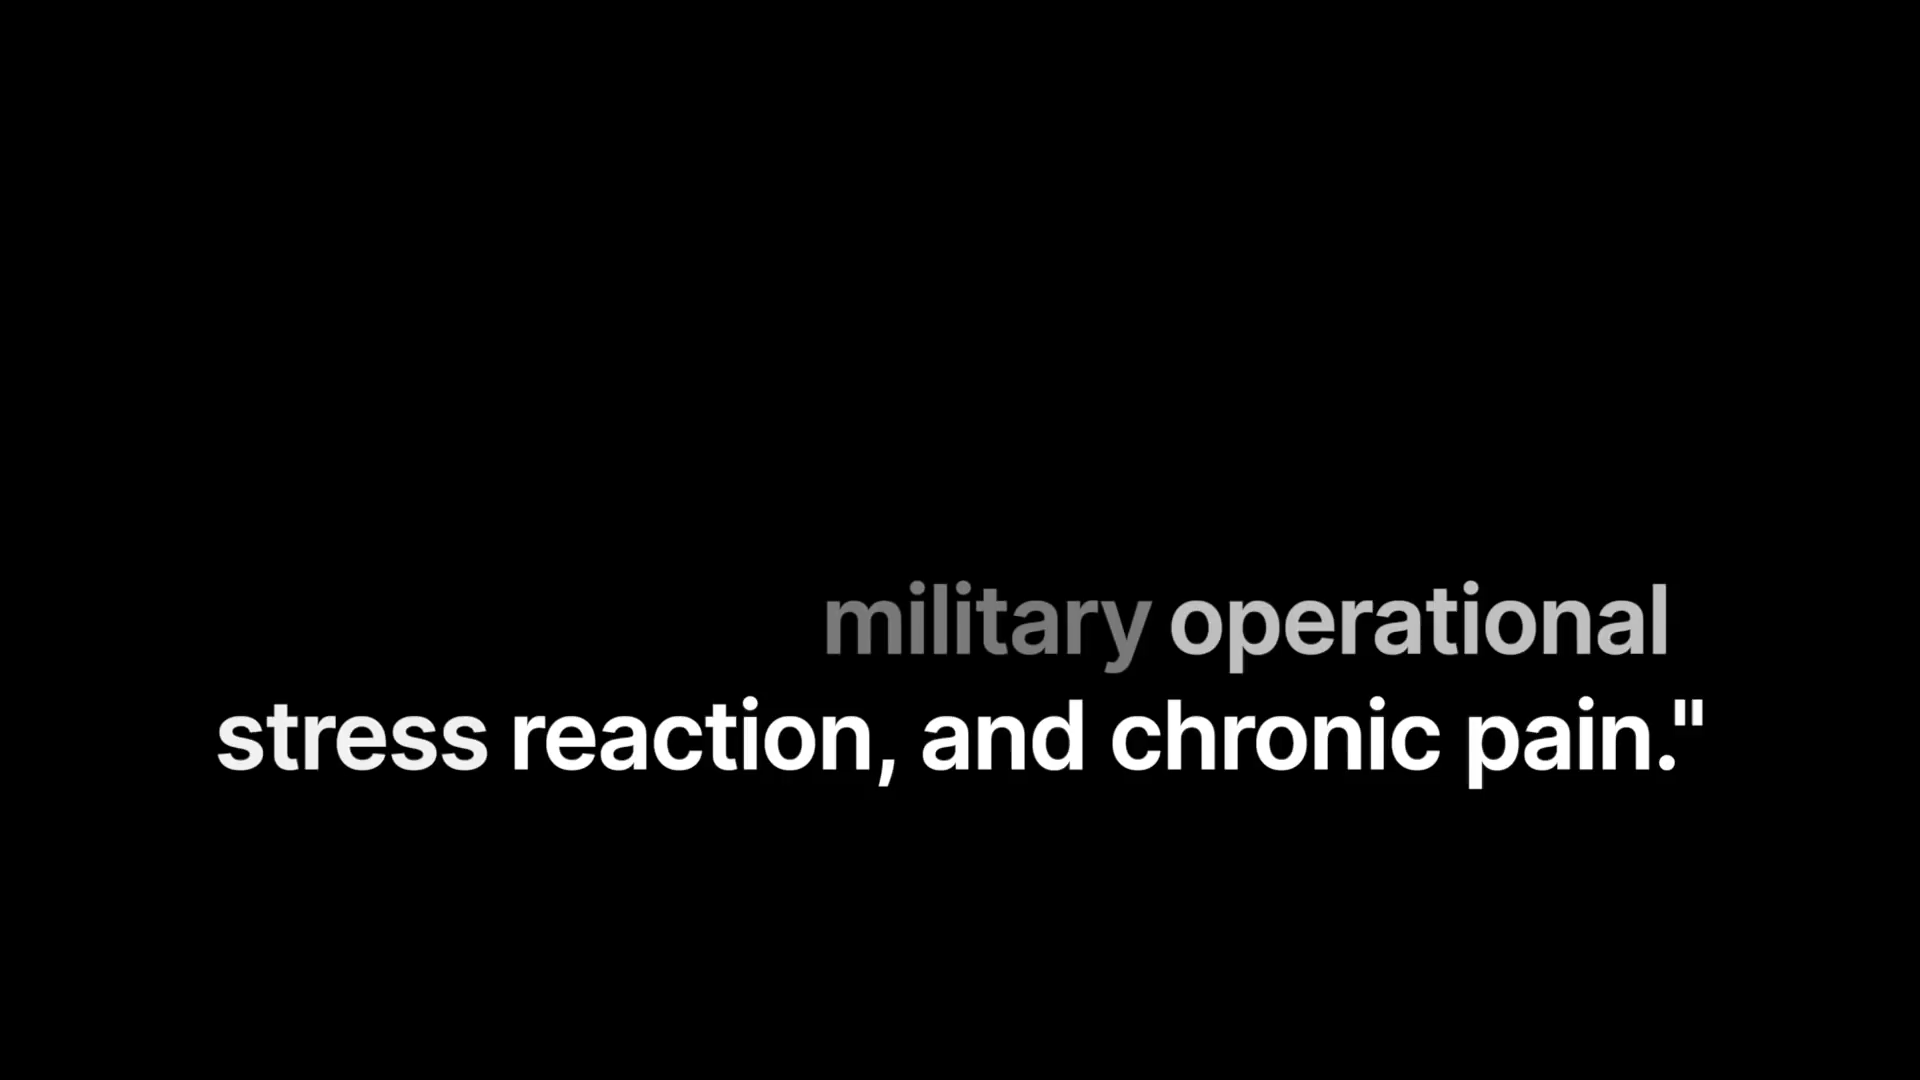 military operational
stress reaction, and chronic pain."